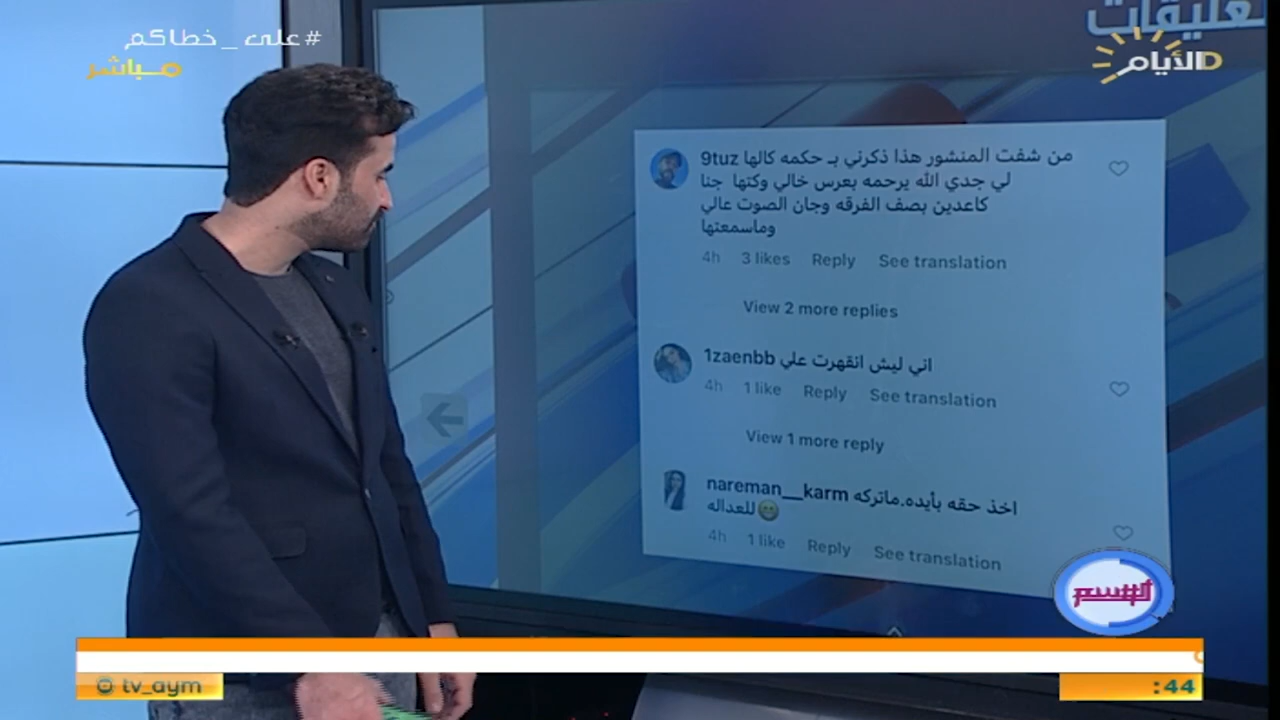 #على_خطاكم
مباشر
تعليقات
الأيام
9tuz من شفت المنشور هذا ذكرني بـ حكمه كالها
لي جدي الله يرحمه بعرس خالي وكتها جنا
كاعدين بصف الفرقه وجان الصوت عالي
وماسمعتها
4h 3 likes Reply See translation
View 2 more replies
1zaenbb اني ليش انقهرت علي
4h 1 like Reply See translation
View 1 more reply
nareman__karm اخذ حقه بأيده.ماتركه
للعداله😁
4h 1 like Reply See translation
tv_aym
:44